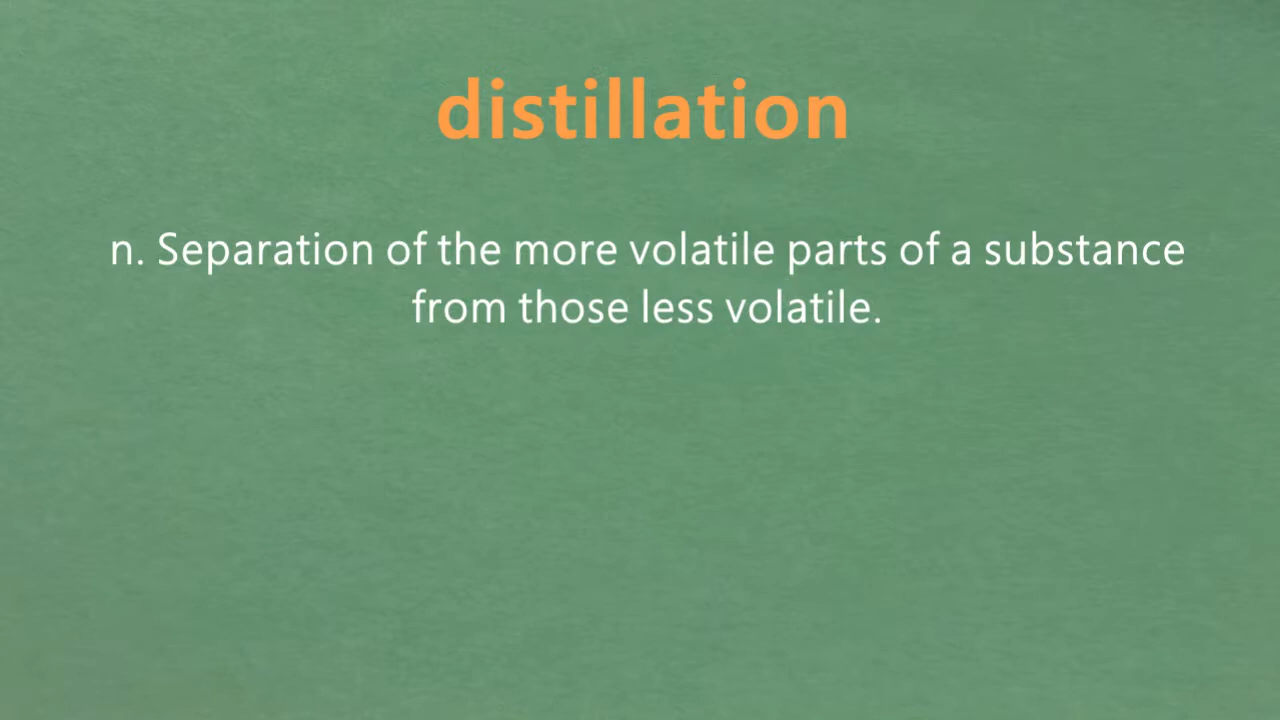 distillation
n. Separation of the more volatile parts of a substance
from those less volatile.